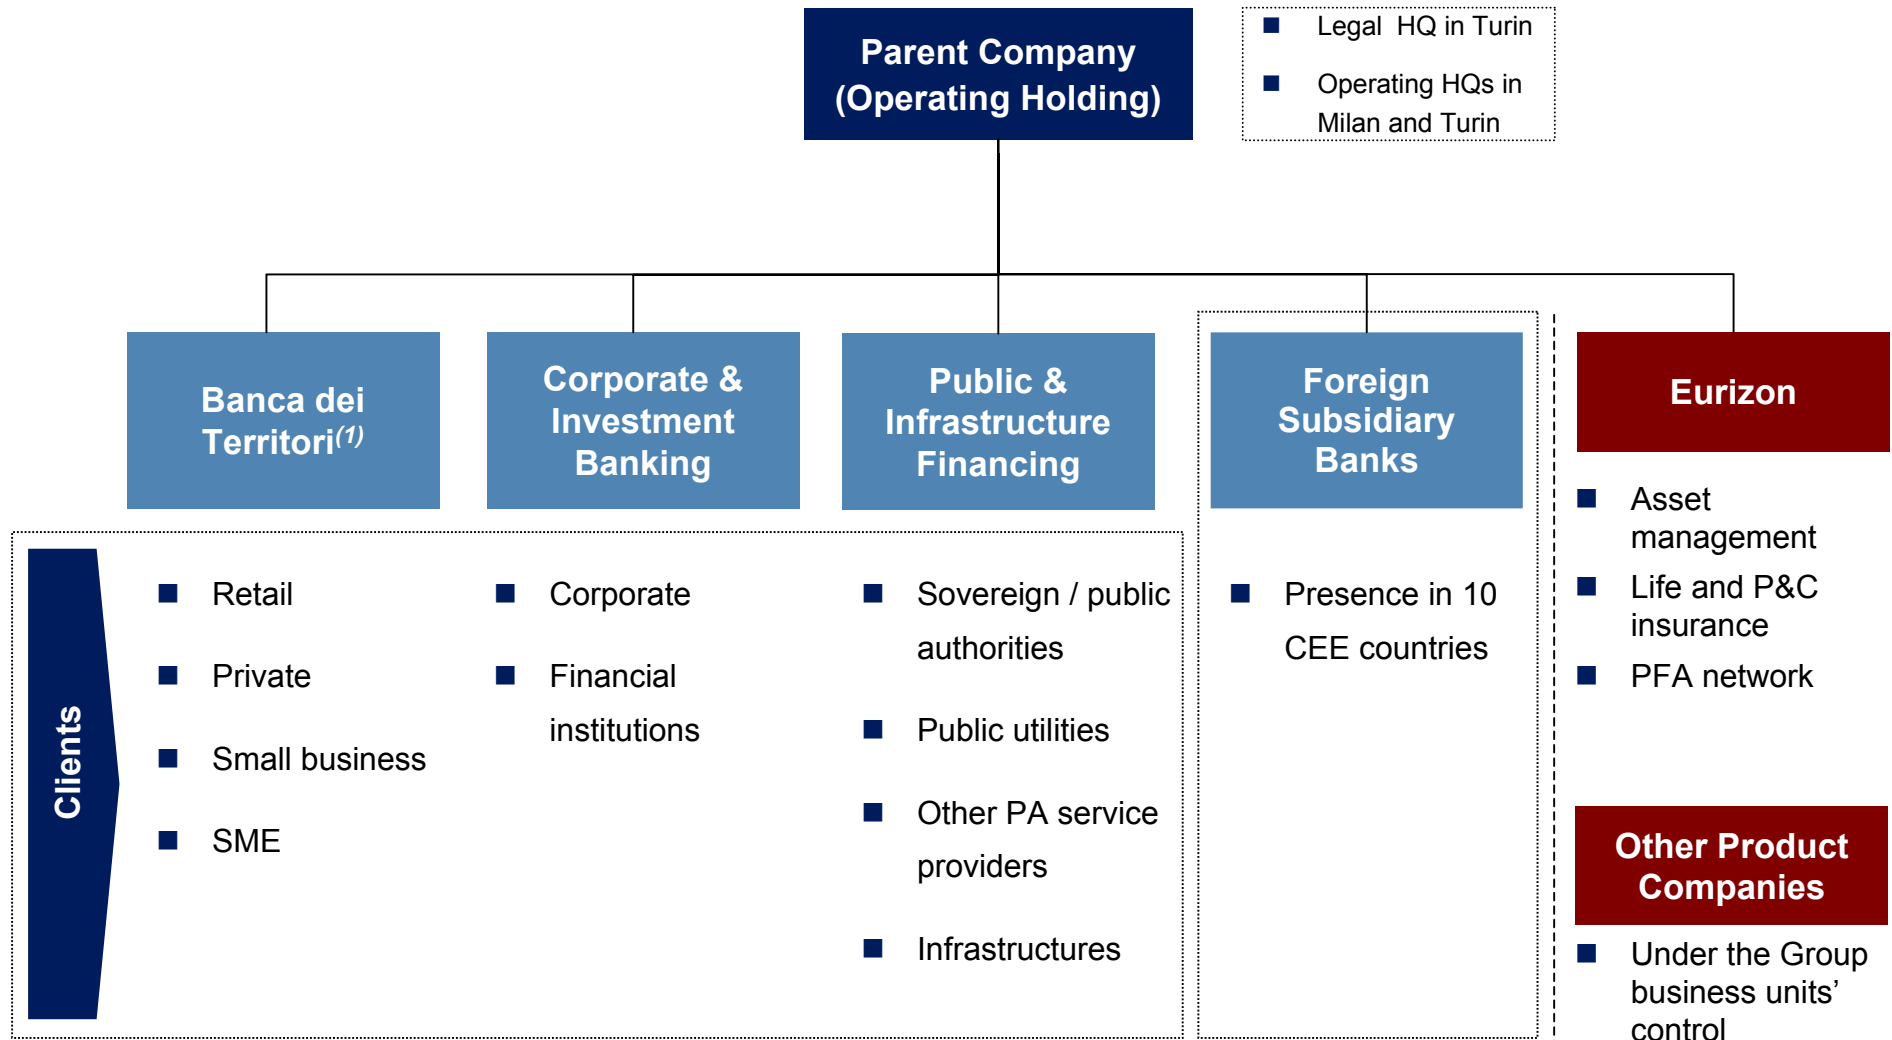 Parent Company
(Operating Holding)
Legal HQ in Turin
Operating HQs in
Milan and Turin
Banca dei
Territori(1)
Corporate &
Investment
Banking
Public &
Infrastructure
Financing
Foreign
Subsidiary
Banks
Eurizon
Asset
management
Life and P&C
insurance
PFA network
Clients
Retail
Private
Small business
SME
Corporate
Financial
institutions
Sovereign / public
authorities
Public utilities
Other PA service
providers
Infrastructures
Presence in 10
CEE countries
Other Product
Companies
Under the Group
business units’
control